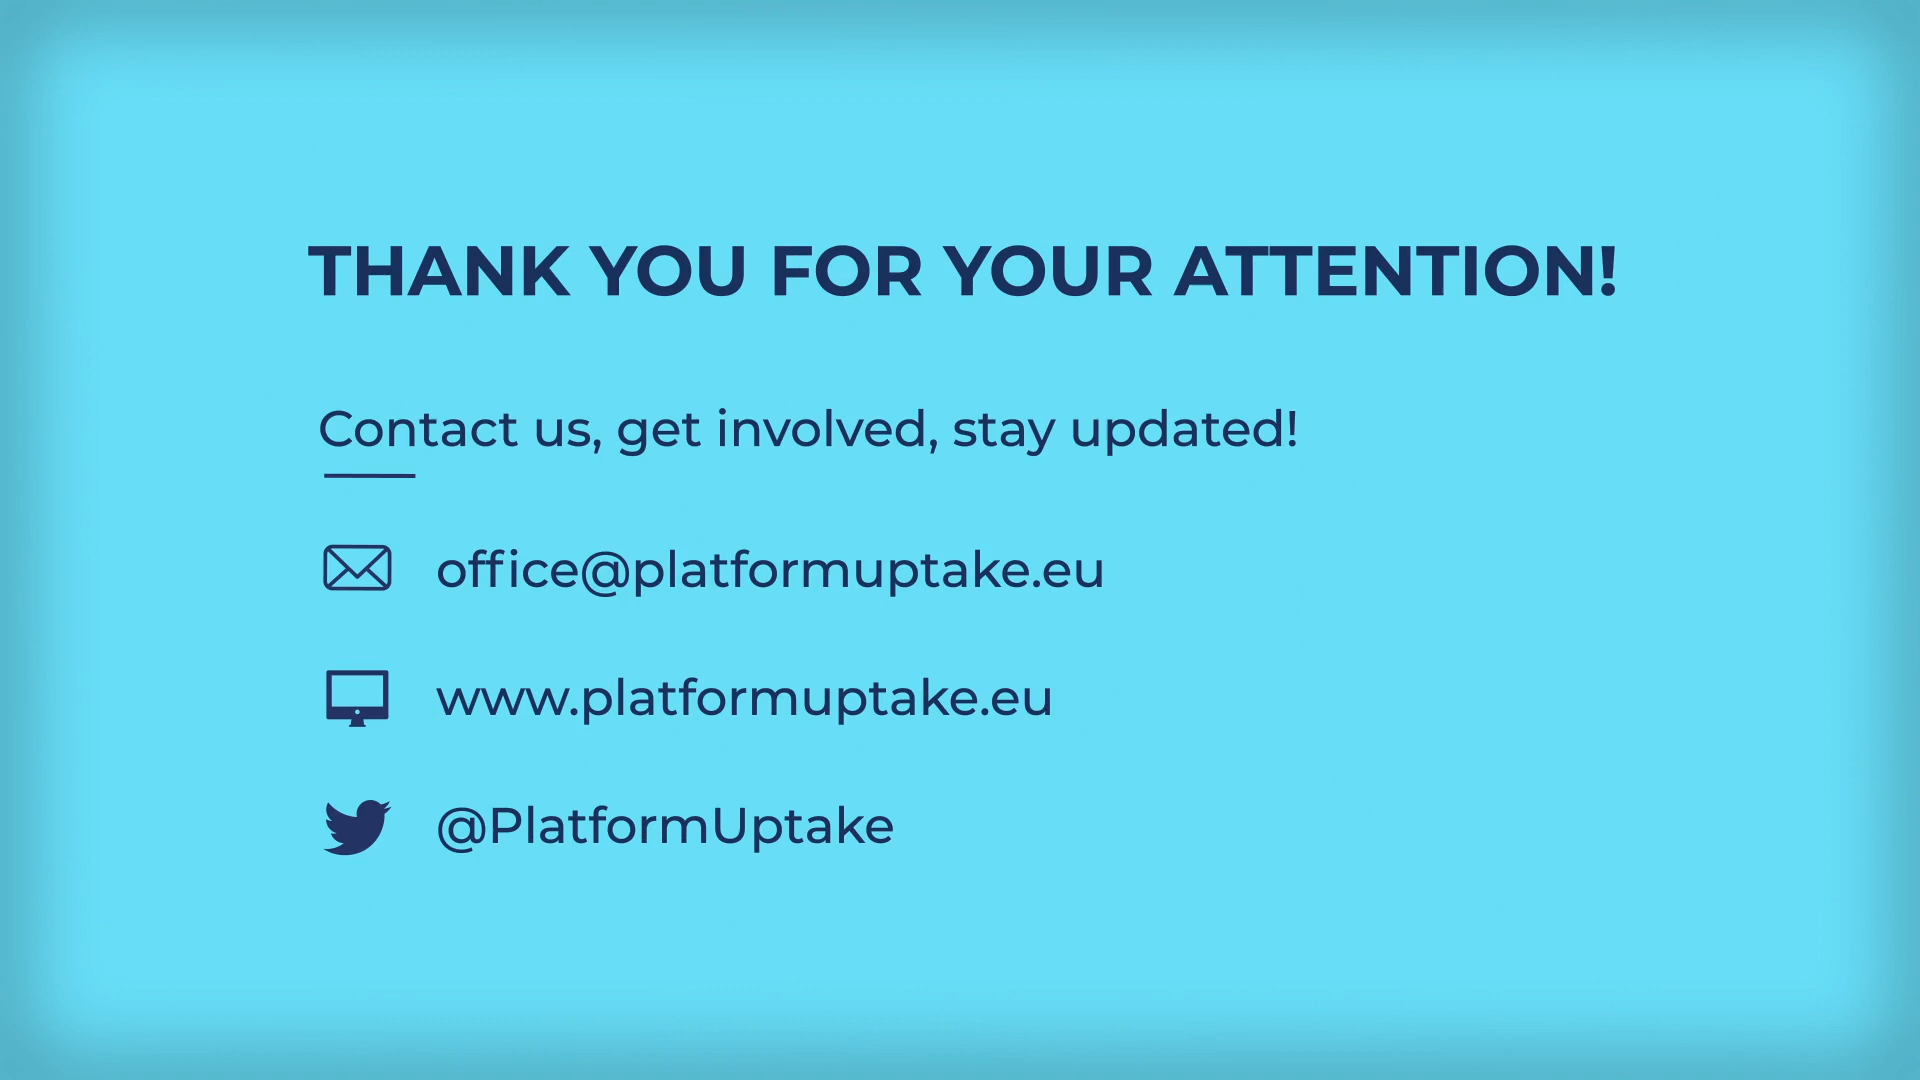 THANK YOU FOR YOUR ATTENTION!
Contact us, get involved, stay updated!
office@platformuptake.eu
www.platformuptake.eu
@PlatformUptake